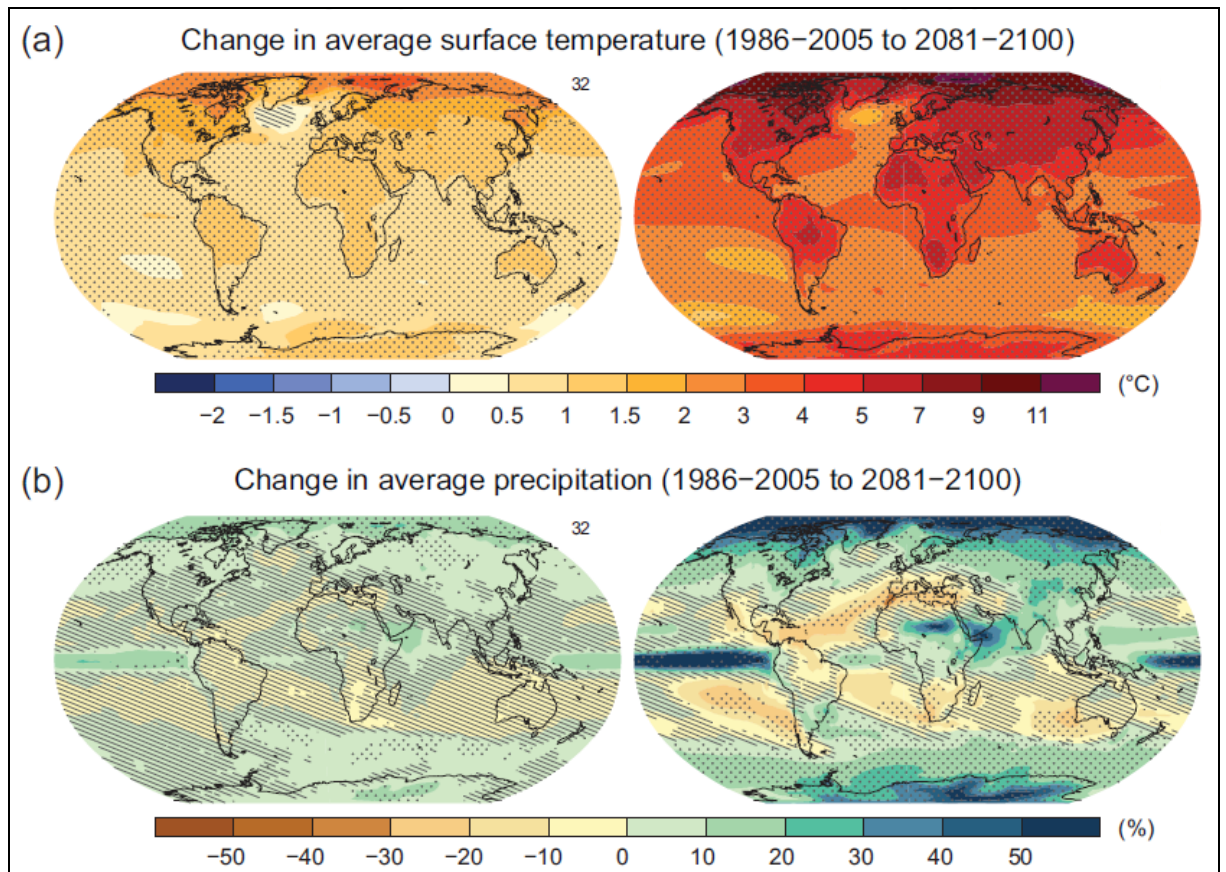 (a) Change in average surface temperature (1986−2005 to 2081−2100)
32
(°C)
−2 −1.5 −1 −0.5 0 0.5 1 1.5 2 3 4 5 7 9 11
(b) Change in average precipitation (1986−2005 to 2081−2100)
32
(%)
−50 −40 −30 −20 −10 0 10 20 30 40 50